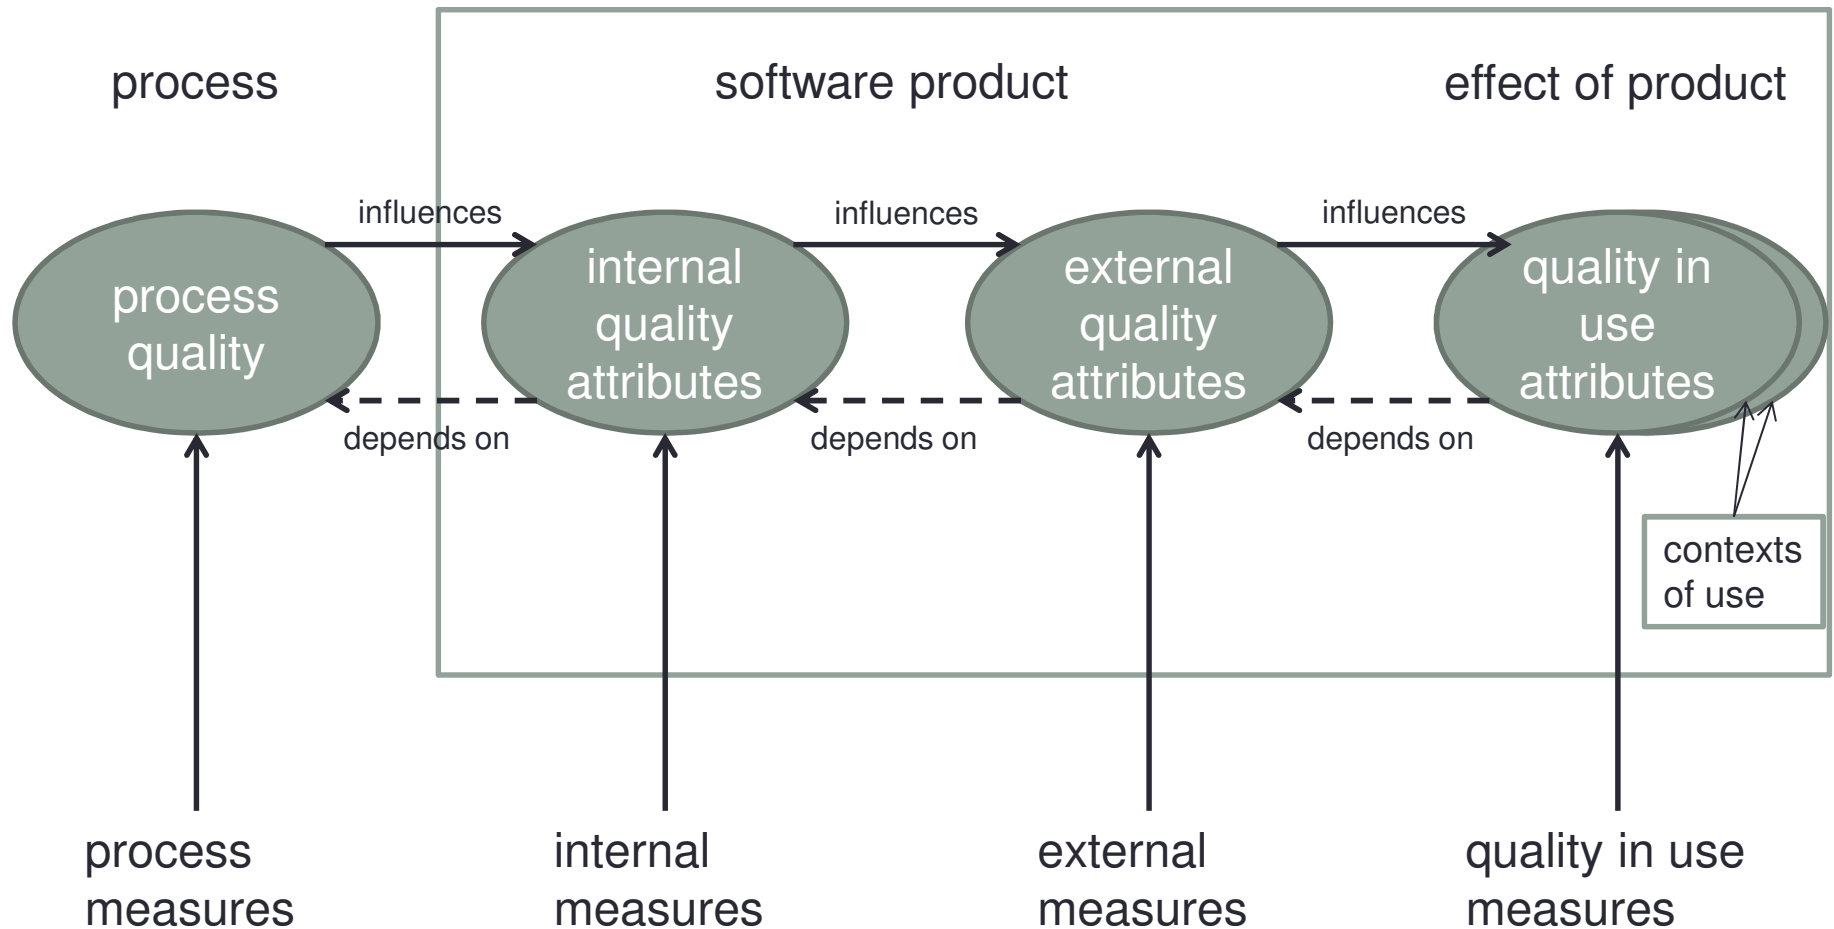 process
software product
effect of product
influences
influences
influences
process
quality
internal
quality
attributes
external
quality
attributes
quality in
use
attributes
depends on
depends on
depends on
contexts
of use
process
measures
internal
measures
external
measures
quality in use
measures